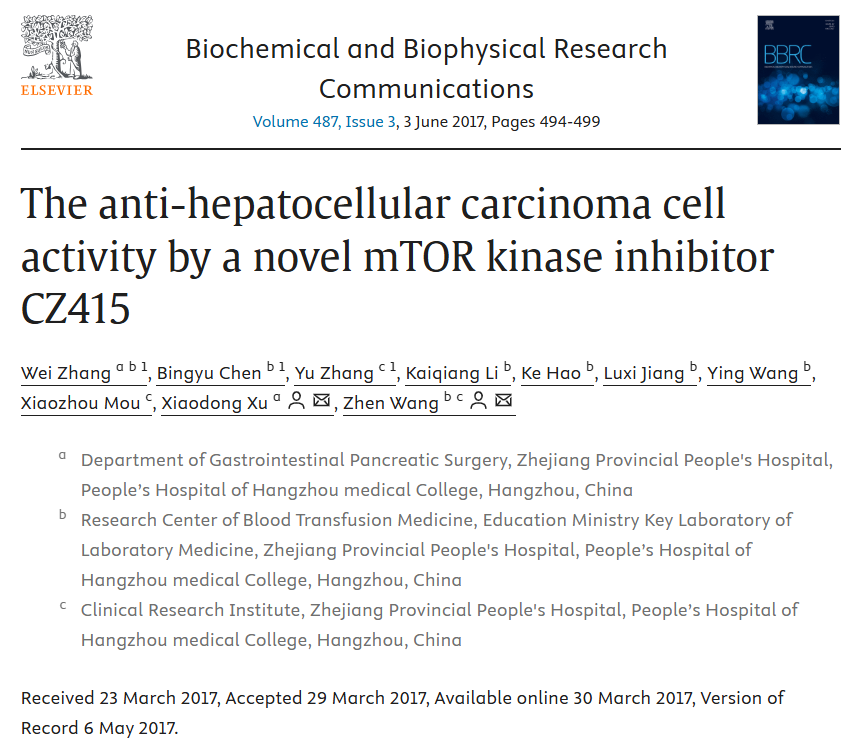 Biochemical and Biophysical Research
Communications
Volume 487, Issue 3, 3 June 2017, Pages 494-499
ELSEVIER
BBRC
The anti-hepatocellular carcinoma cell
activity by a novel mTOR kinase inhibitor
CZ415
Wei Zhang a b 1, Bingyu Chen b 1, Yu Zhang c 1, Kaiqiang Li b, Ke Hao b, Luxi Jiang b, Ying Wang b,
Xiaozhou Mou c, Xiaodong Xu a, Zhen Wang b c
a Department of Gastrointestinal Pancreatic Surgery, Zhejiang Provincial People's Hospital,
People’s Hospital of Hangzhou medical College, Hangzhou, China
b Research Center of Blood Transfusion Medicine, Education Ministry Key Laboratory of
Laboratory Medicine, Zhejiang Provincial People's Hospital, People’s Hospital of
Hangzhou medical College, Hangzhou, China
c Clinical Research Institute, Zhejiang Provincial People's Hospital, People’s Hospital of
Hangzhou medical College, Hangzhou, China
Received 23 March 2017, Accepted 29 March 2017, Available online 30 March 2017, Version of
Record 6 May 2017.